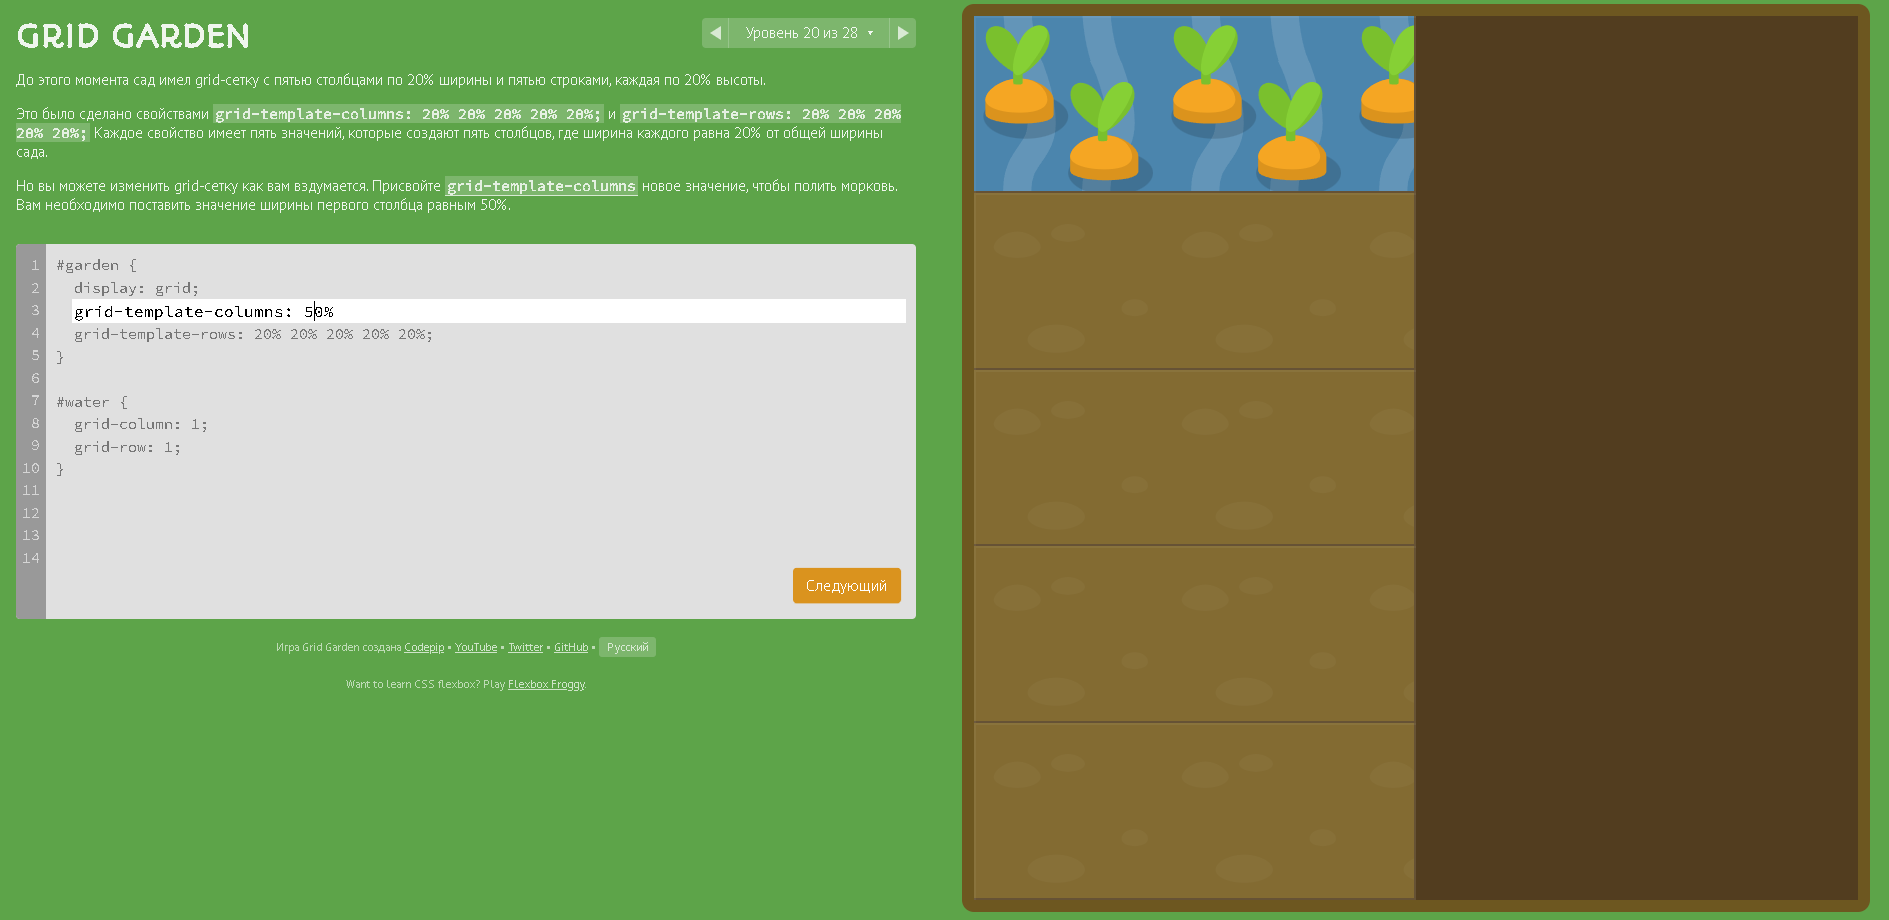 GRID GARDEN
Уровень 20 из 28
До этого момента сад имел grid-сетку с пятью столбцами по 20% ширины и пятью строками, каждая по 20% высоты.
Это было сделано свойствами grid-template-columns: 20% 20% 20% 20% 20%; и grid-template-rows: 20% 20% 20%
20% 20%; Каждое свойство имеет пять значений, которые создают пять столбцов, где ширина каждого равна 20% от общей ширины
сада.
Но вы можете изменить grid-сетку как вам вздумается. Присвойте grid-template-columns новое значение, чтобы полить морковь.
Вам необходимо поставить значение ширины первого столбца равным 50%.
1 #garden {
2 display: grid;
3 grid-template-columns: 50%
4 grid-template-rows: 20% 20% 20% 20% 20%;
5 }
6
7 #water {
8 grid-column: 1;
9 grid-row: 1;
10 }
11
12
13
14
Следующий
Игра Grid Garden создана Codepip • YouTube • Twitter • GitHub • Русский
Want to learn CSS flexbox? Play Flexbox Froggy.